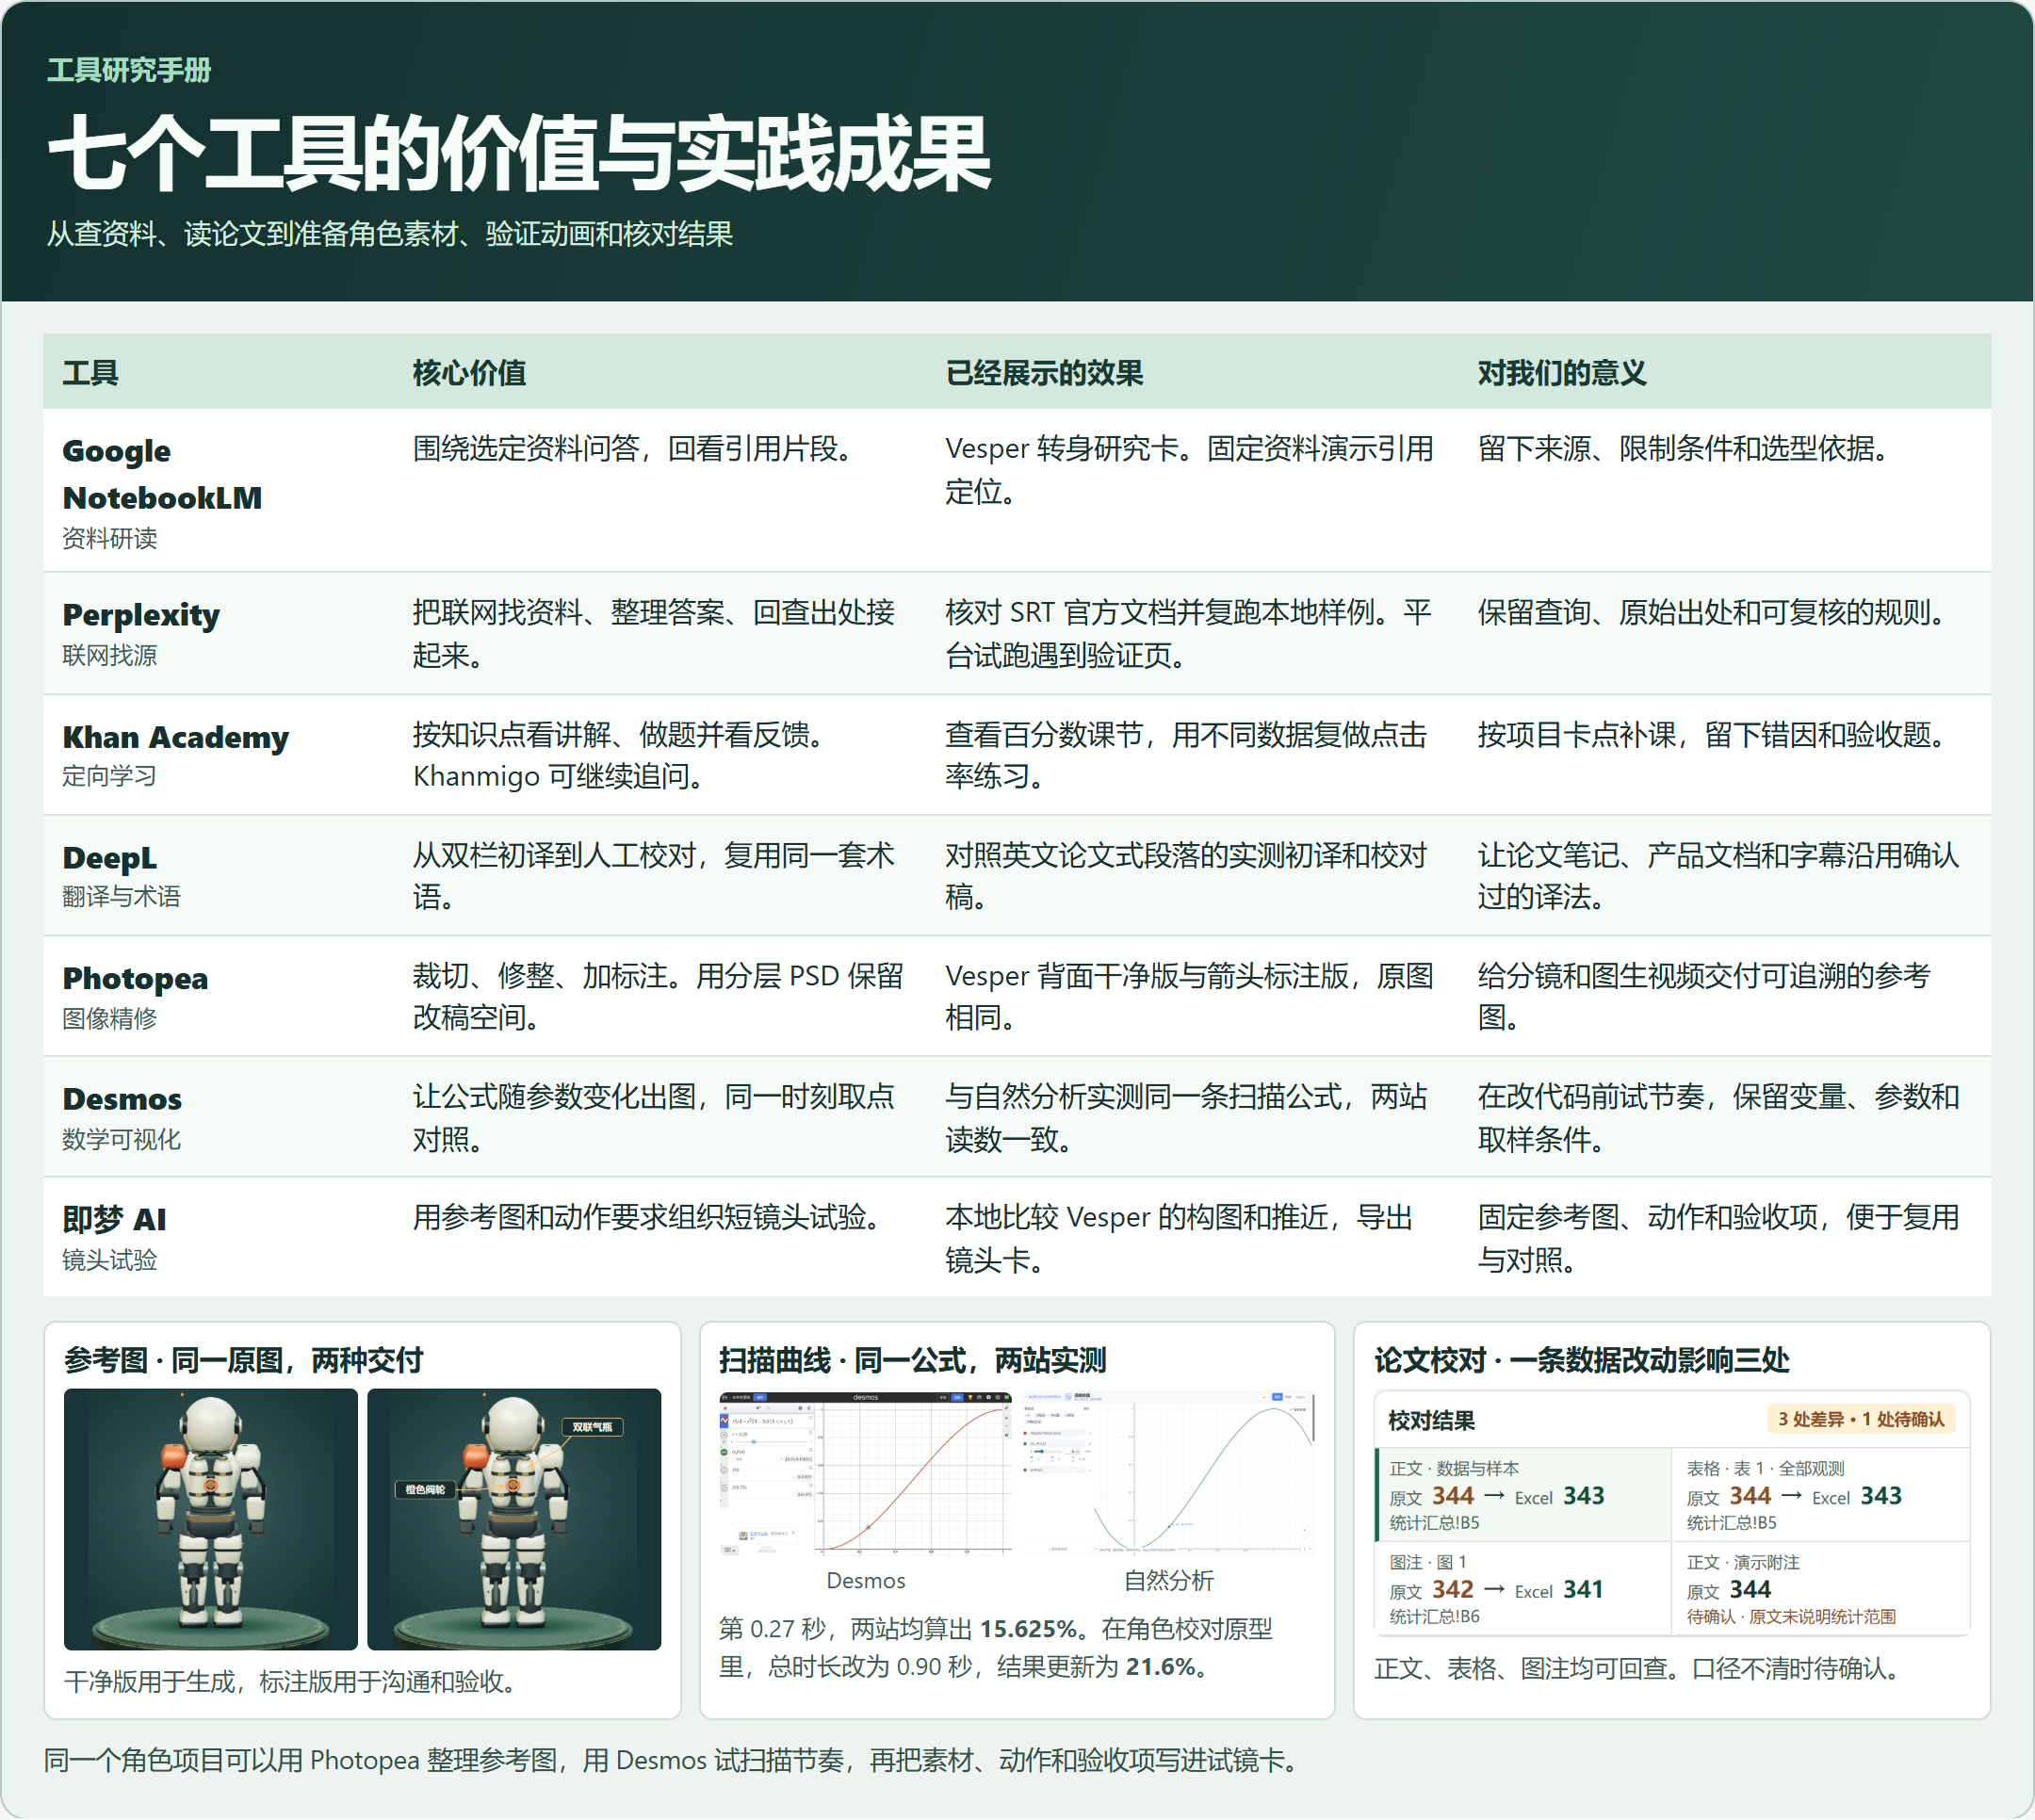 工具研究手册
七个工具的价值与实践成果
从查资料、读论文到准备角色素材、验证动画和核对结果
工具 核心价值 已经展示的效果 对我们的意义
Google
NotebookLM
资料研读
围绕选定资料问答，回看引用片段。
Vesper 转身研究卡。固定资料演示引用
定位。
留下来源、限制条件和选型依据。
Perplexity
联网找源
把联网找资料、整理答案、回查出处接
起来。
核对 SRT 官方文档并复跑本地样例。平
台试跑遇到验证页。
保留查询、原始出处和可复核的规则。
Khan Academy
定向学习
按知识点看讲解、做题并看反馈。
Khanmigo 可继续追问。
查看百分数课节，用不同数据复做点击
率练习。
按项目卡点补课，留下错因和验收题。
DeepL
翻译与术语
从双栏初译到人工校对，复用同一套术
语。
对照英文论文式段落的实测初译和校对
稿。
让论文笔记、产品文档和字幕沿用确认
过的译法。
Photopea
图像精修
裁切、修整、加标注。用分层 PSD 保留
改稿空间。
Vesper 背面干净版与箭头标注版，原图
相同。
给分镜和图生视频交付可追溯的参考
图。
Desmos
数学可视化
让公式随参数变化出图，同一时刻取点
对照。
与自然分析实测同一条扫描公式，两站
读数一致。
在改代码前试节奏，保留变量、参数和
取样条件。
即梦 AI
镜头试验
用参考图和动作要求组织短镜头试验。
本地比较 Vesper 的构图和推近，导出
镜头卡。
固定参考图、动作和验收项，便于复用
与对照。
参考图 · 同一原图，两种交付
双联气瓶
橙色阀轮
干净版用于生成，标注版用于沟通和验收。
扫描曲线 · 同一公式，两站实测
desmos
Desmos
自然分析
第 0.27 秒，两站均算出 15.625%。在角色校对原型
里，总时长改为 0.90 秒，结果更新为 21.6%。
论文校对 · 一条数据改动影响三处
校对结果
3 处差异 · 1 处待确认
正文 · 数据与样本
原文 344 → Excel 343
统计汇总!B5
表格 · 表 1 · 全部观测
原文 344 → Excel 343
统计汇总!B5
图注 · 图 1
原文 342 → Excel 341
统计汇总!B6
正文 · 演示附注
原文 344
待确认 · 原文未说明统计范围
正文、表格、图注均可回查。口径不清时待确认。
同一个角色项目可以用 Photopea 整理参考图，用 Desmos 试扫描节奏，再把素材、动作和验收项写进试镜卡。